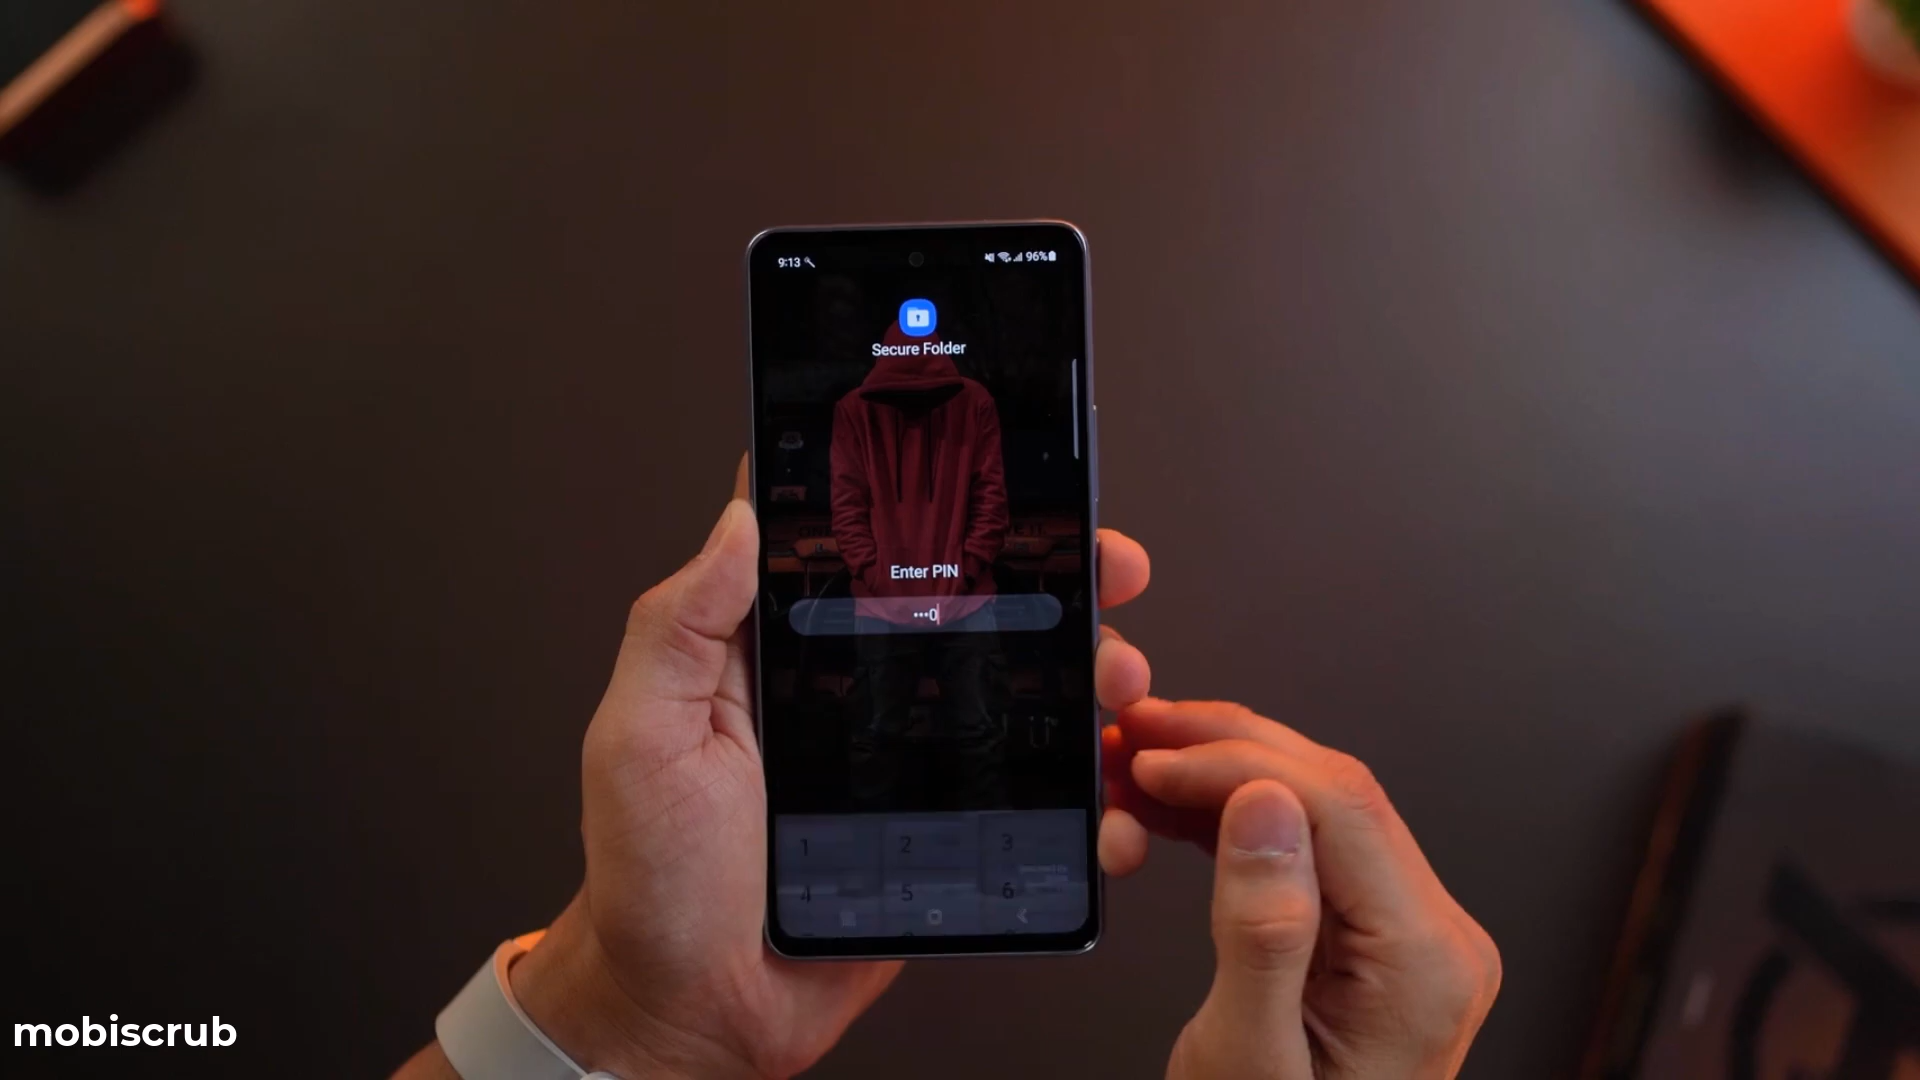 9:13 96%
Secure Folder
Enter PIN
•••0
1 2 3
4 5 6
mobiscrub